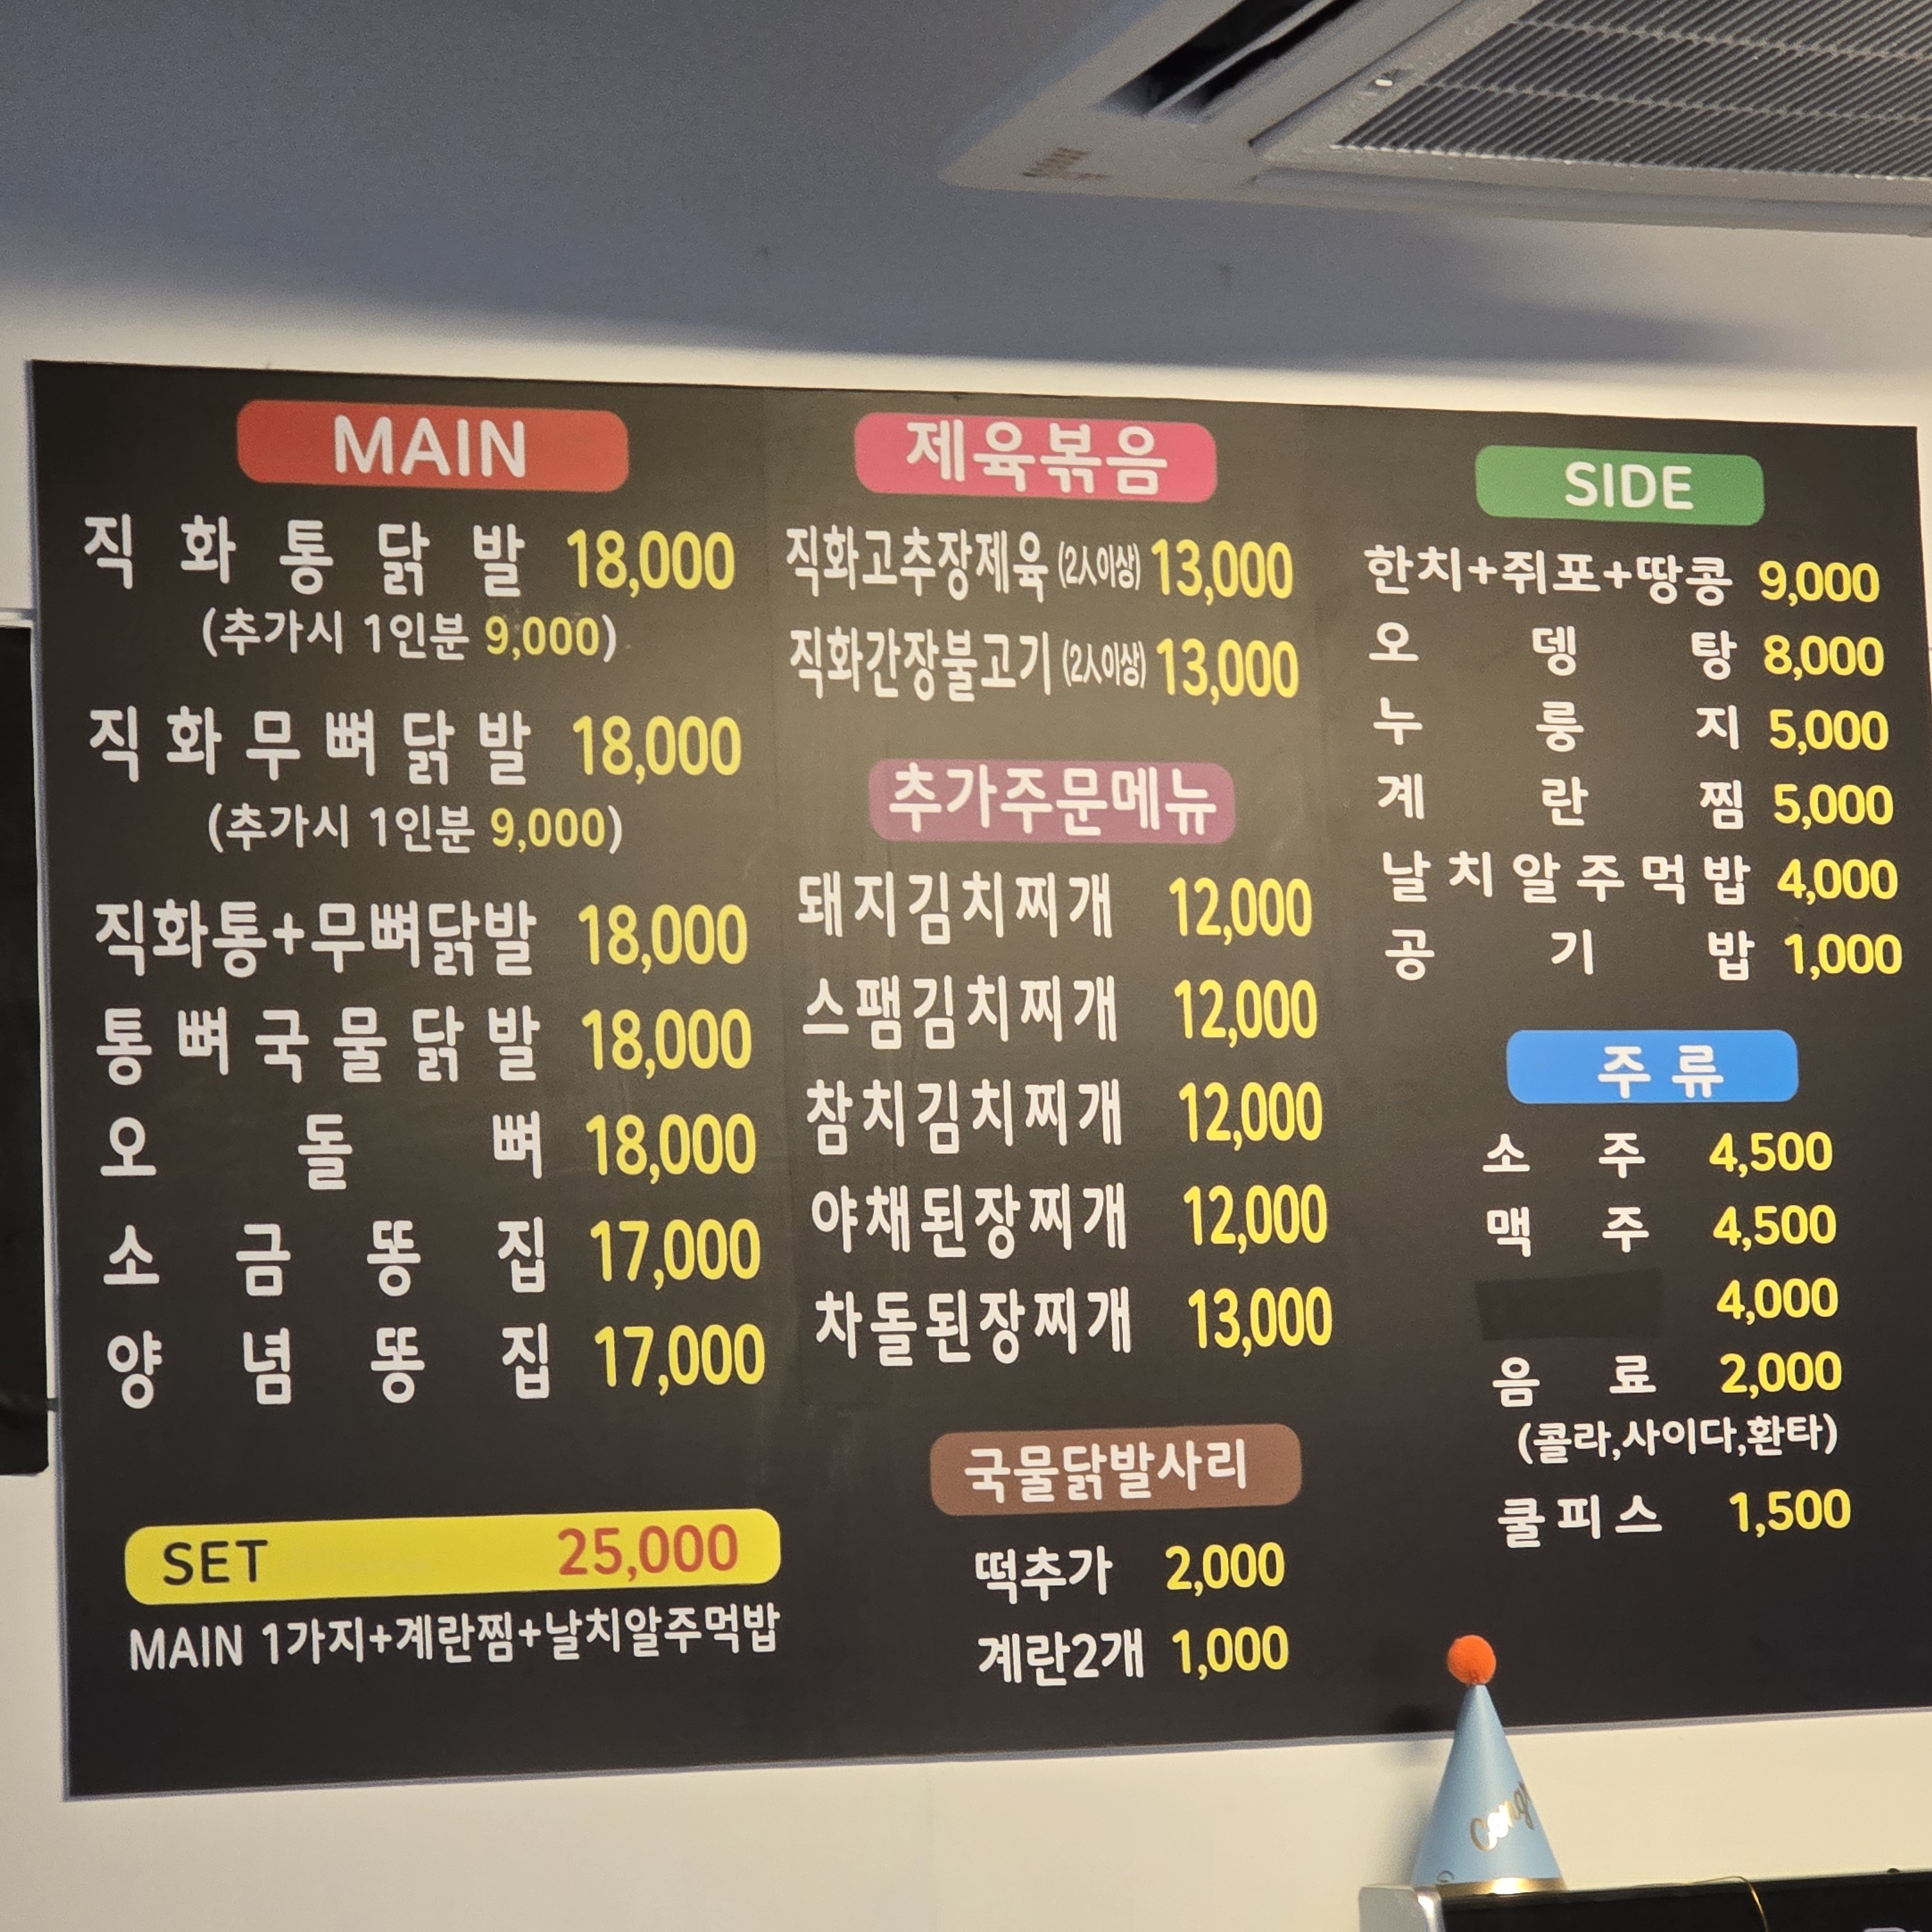 MAIN
직화통닭발 18,000
(추가시 1인분 9,000)
직화무뼈닭발 18,000
(추가시 1인분 9,000)
직화통+무뼈닭발 18,000
통뼈국물닭발 18,000
오돌뼈 18,000
소금똥집 17,000
양념똥집 17,000
SET 25,000
MAIN 1가지+계란찜+날치알주먹밥
제육볶음
직화고추장제육 (2人이상) 13,000
직화간장불고기 (2人이상) 13,000
추가주문메뉴
돼지김치찌개 12,000
스팸김치찌개 12,000
참치김치찌개 12,000
야채된장찌개 12,000
차돌된장찌개 13,000
국물닭발사리
떡추가 2,000
계란2개 1,000
SIDE
한치+쥐포+땅콩 9,000
오뎅탕 8,000
누룽지 5,000
계란찜 5,000
날치알주먹밥 4,000
공기밥 1,000
주류
소주 4,500
맥주 4,500
4,000
음료 2,000
(콜라,사이다,환타)
쿨피스 1,500